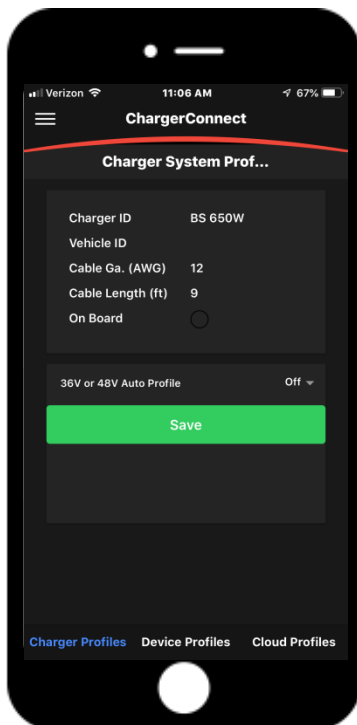 Verizon 11:06 AM 67%
ChargerConnect
Charger System Prof...
Charger ID BS 650W
Vehicle ID
Cable Ga. (AWG) 12
Cable Length (ft) 9
On Board
36V or 48V Auto Profile Off
Save
Charger Profiles Device Profiles Cloud Profiles